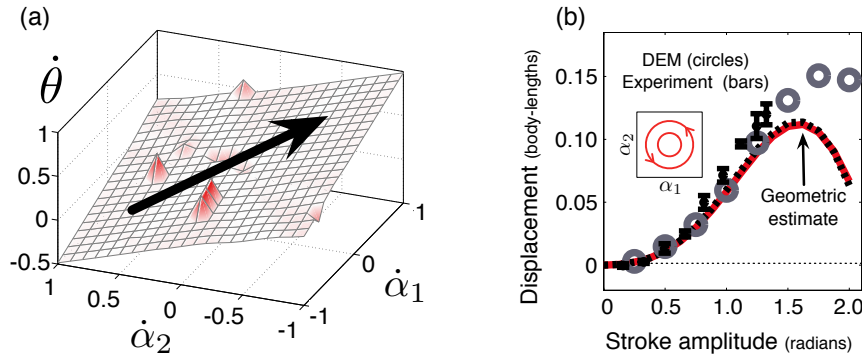 (a)
θ̇
1
0.5
0
-0.5
1
0.5
0
-0.5
-1
-1
0
1
α̇₂
α̇₁
(b)
Displacement (body-lengths)
0.15
0.10
0.05
0
DEM (circles)
Experiment (bars)
α₂
α₁
Geometric
estimate
0
0.5
1.0
1.5
2.0
Stroke amplitude (radians)